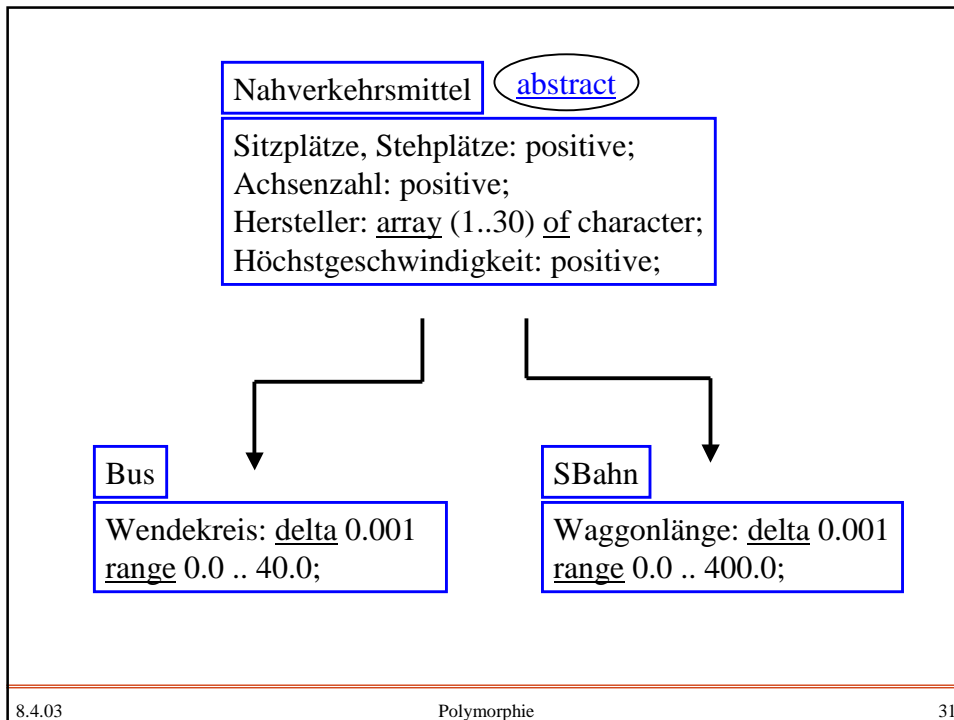 Nahverkehrsmittel
abstract
Sitzplätze, Stehplätze: positive;
Achsenzahl: positive;
Hersteller: array (1..30) of character;
Höchstgeschwindigkeit: positive;
Bus
Wendekreis: delta 0.001
range 0.0 .. 40.0;
SBahn
Waggonlänge: delta 0.001
range 0.0 .. 400.0;
8.4.03
Polymorphie
31